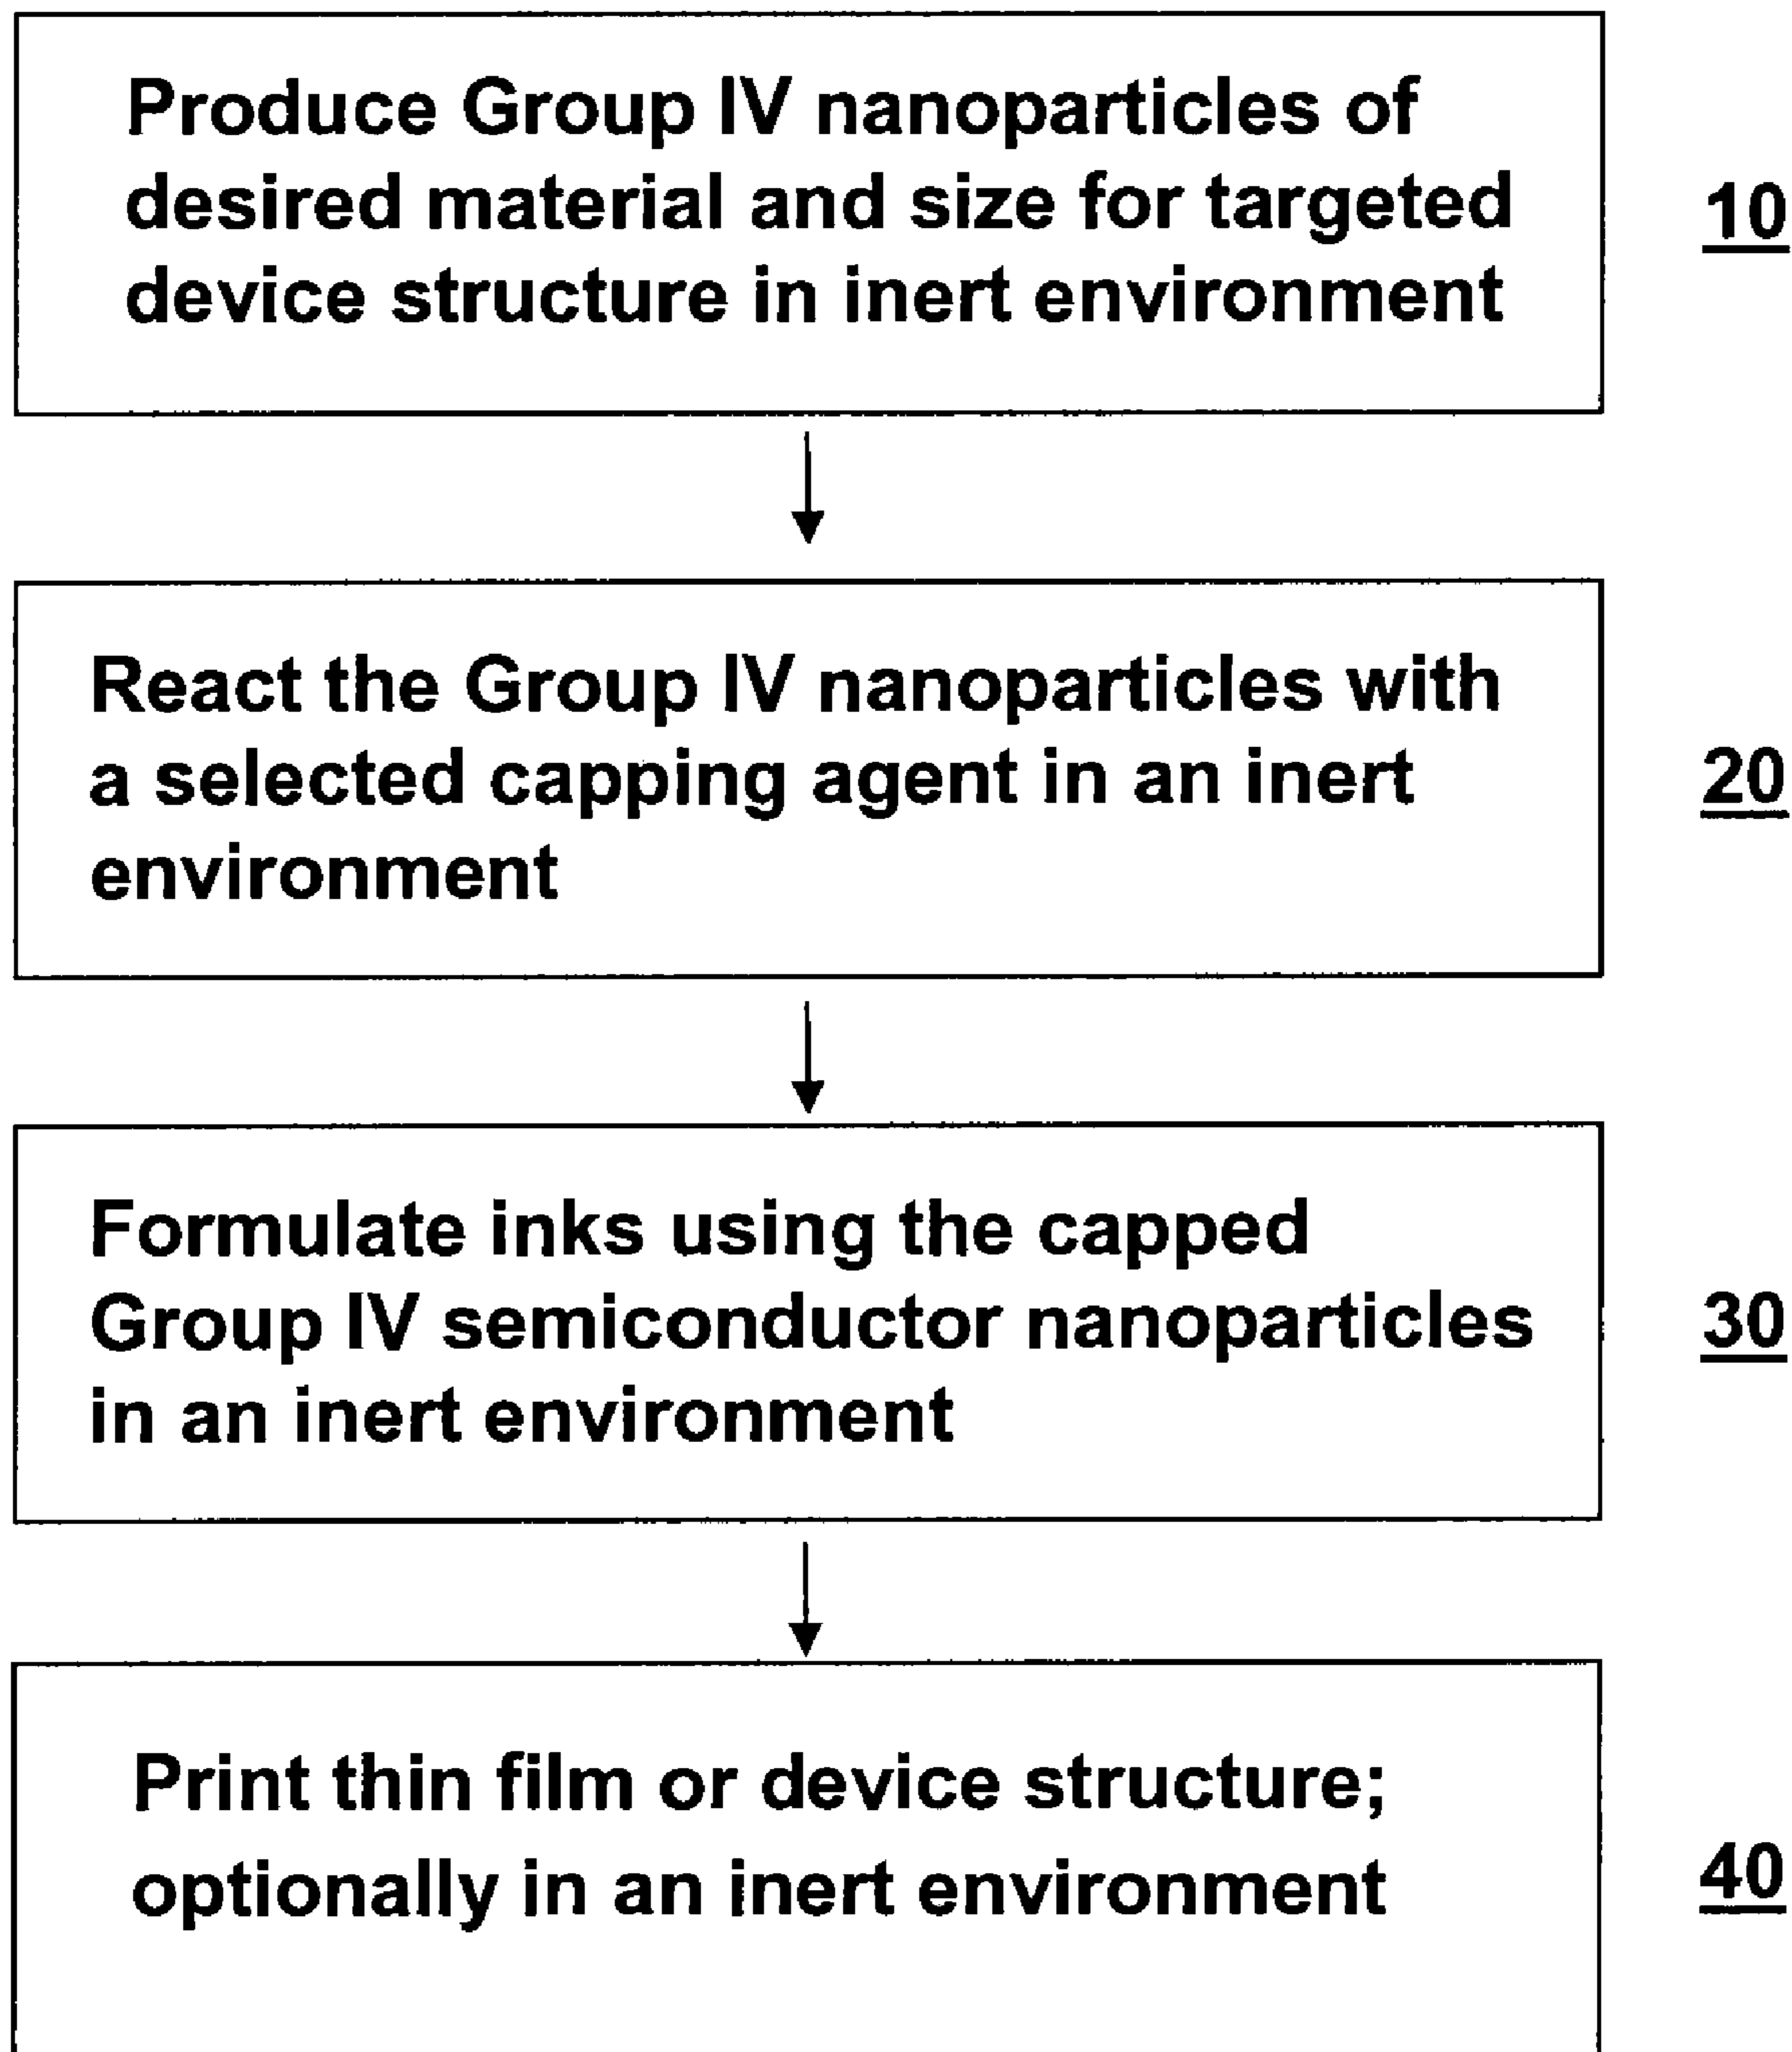 Produce Group IV nanoparticles of
desired material and size for targeted
device structure in inert environment
10
React the Group IV nanoparticles with
a selected capping agent in an inert
environment
20
Formulate inks using the capped
Group IV semiconductor nanoparticles
in an inert environment
30
Print thin film or device structure;
optionally in an inert environment
40